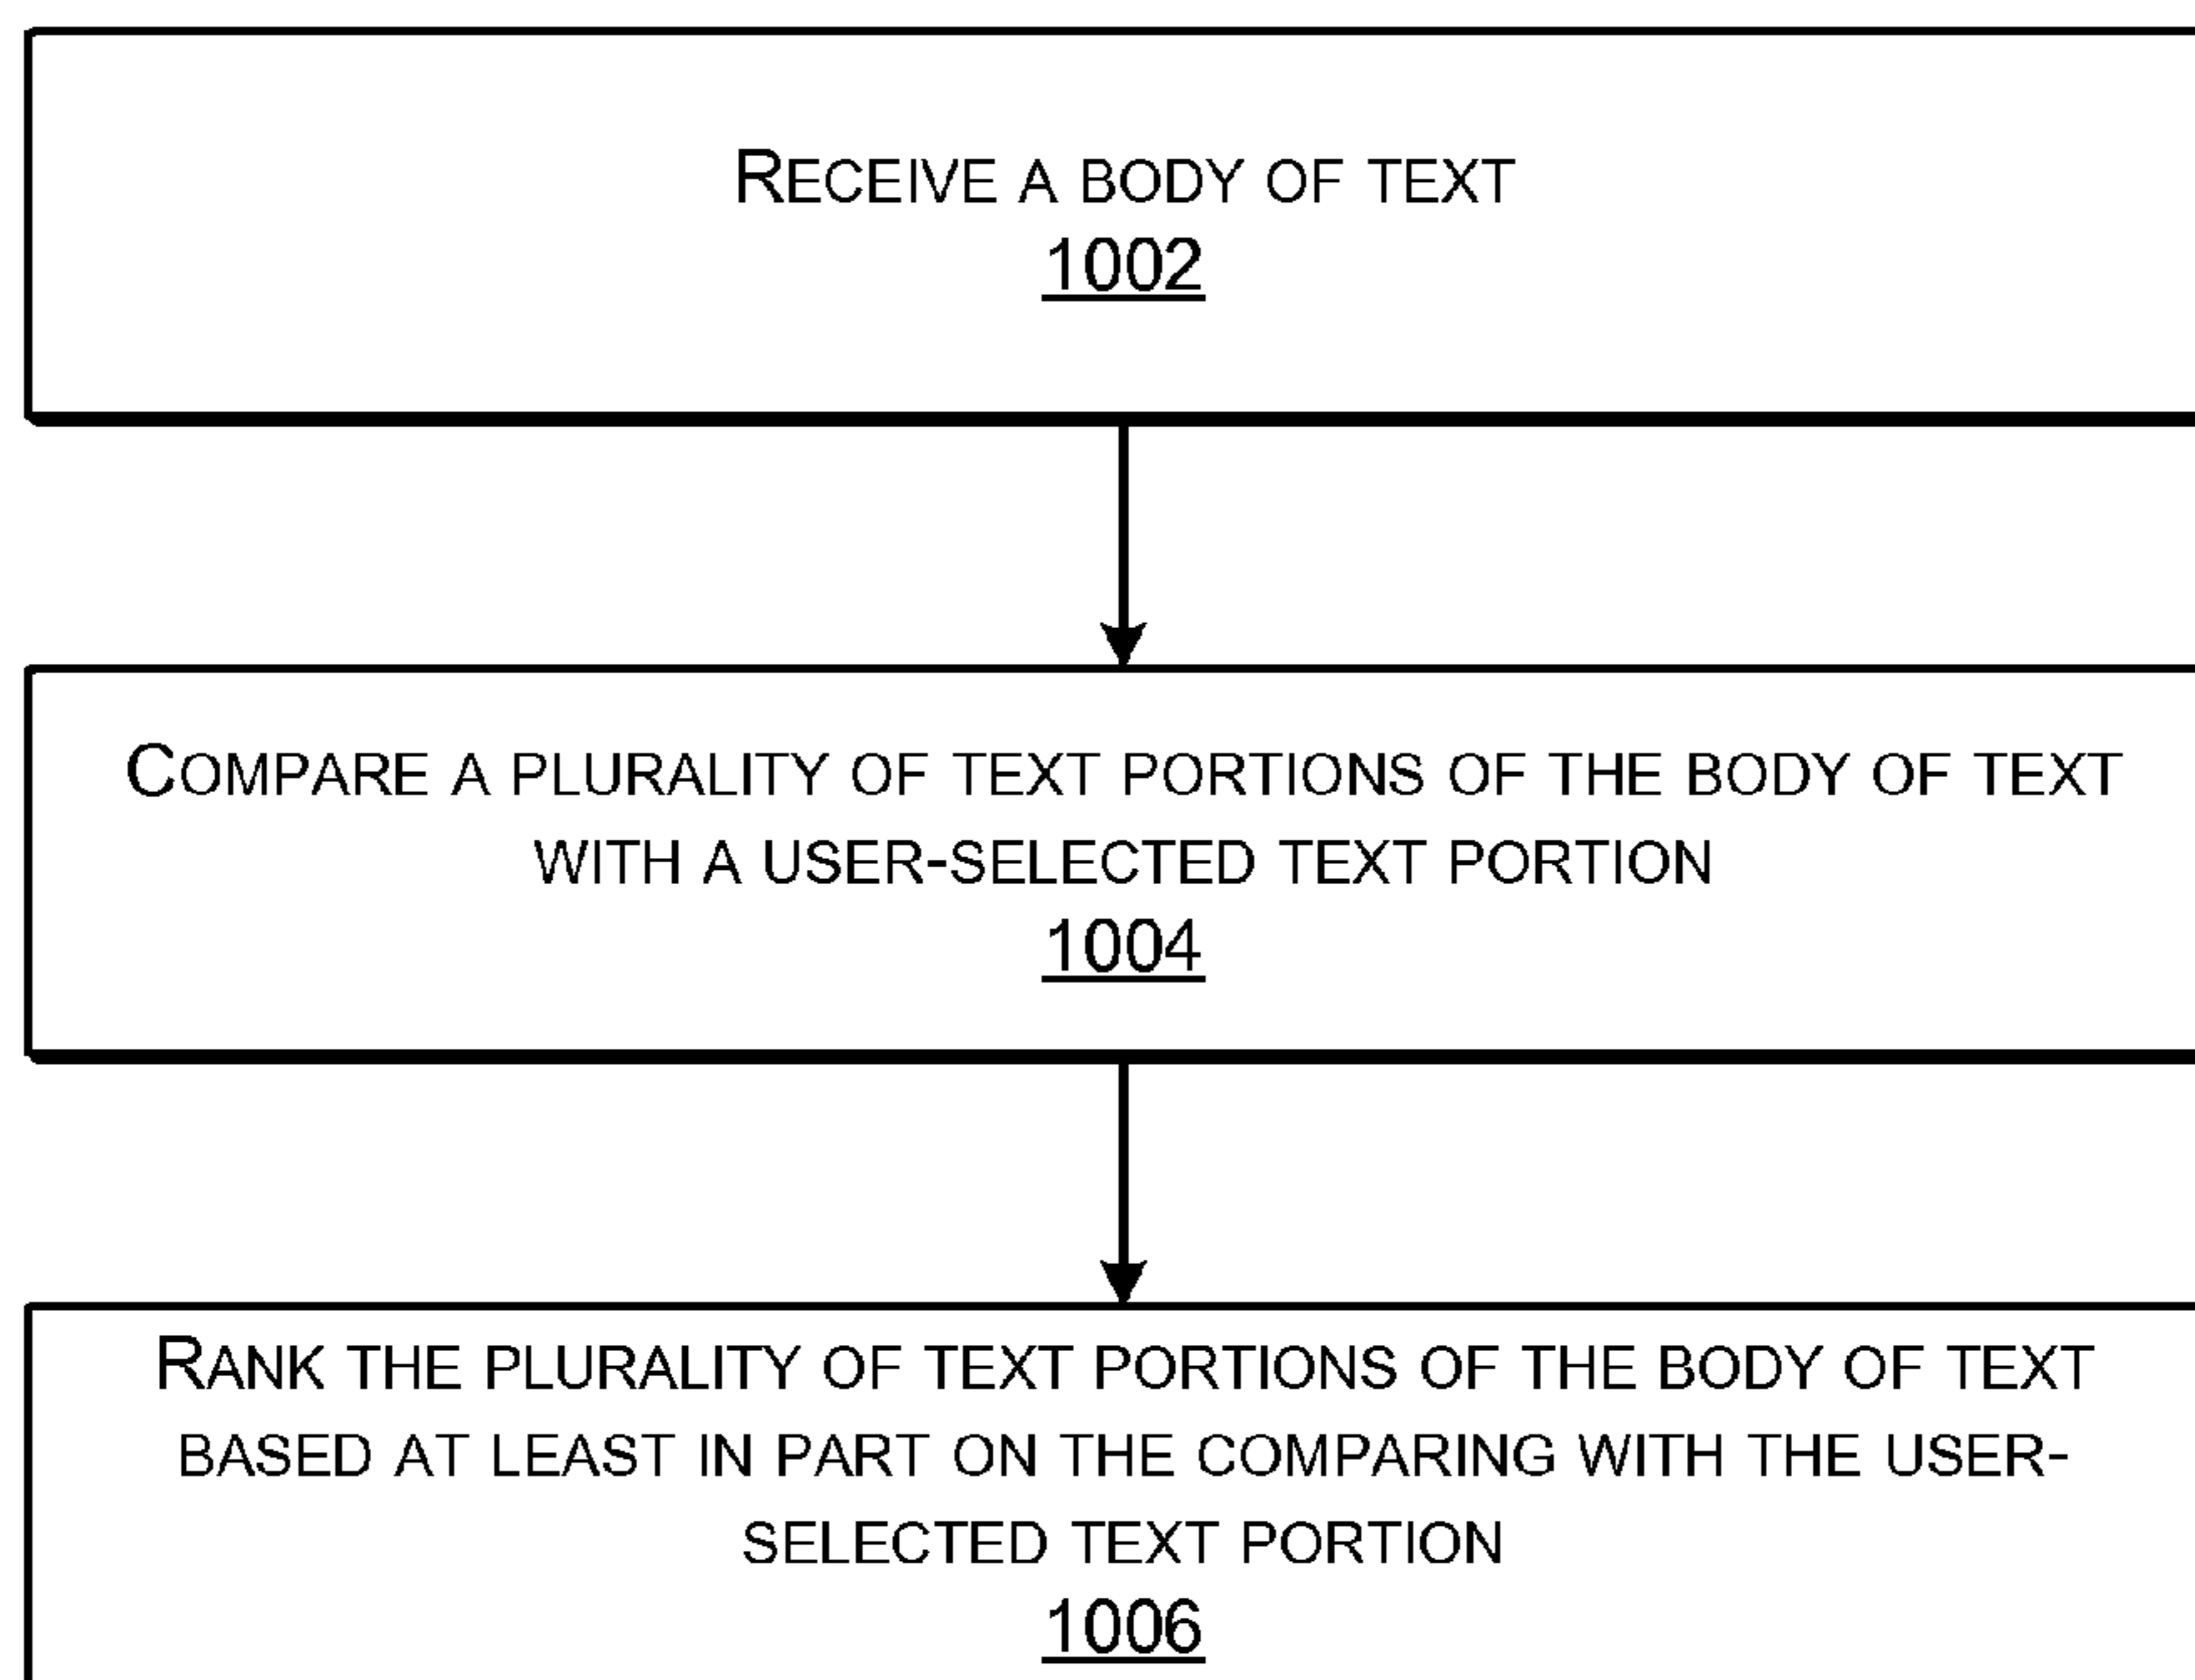 RECEIVE A BODY OF TEXT
1002
COMPARE A PLURALITY OF TEXT PORTIONS OF THE BODY OF TEXT
WITH A USER-SELECTED TEXT PORTION
1004
RANK THE PLURALITY OF TEXT PORTIONS OF THE BODY OF TEXT
BASED AT LEAST IN PART ON THE COMPARING WITH THE USER-
SELECTED TEXT PORTION
1006